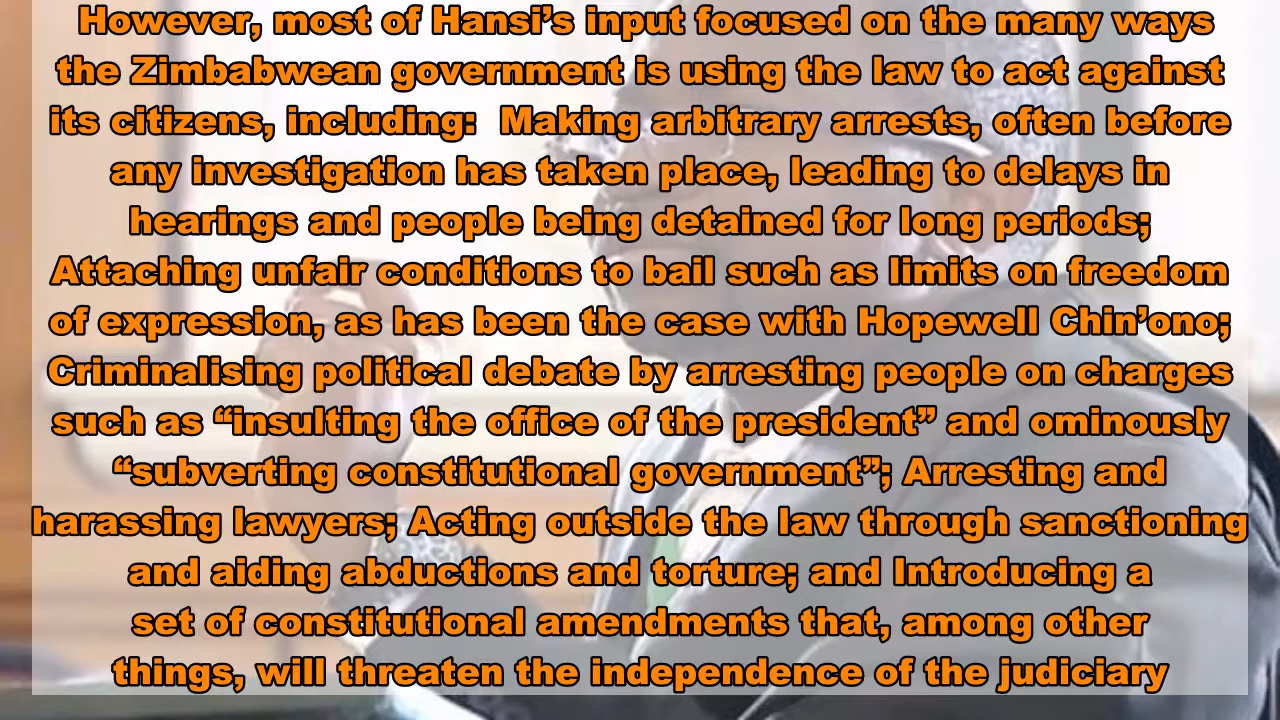 However, most of Hansi’s input focused on the many ways
the Zimbabwean government is using the law to act against
its citizens, including:  Making arbitrary arrests, often before
any investigation has taken place, leading to delays in
hearings and people being detained for long periods;
Attaching unfair conditions to bail such as limits on freedom
of expression, as has been the case with Hopewell Chin’ono;
Criminalising political debate by arresting people on charges
such as “insulting the office of the president” and ominously
“subverting constitutional government”; Arresting and
harassing lawyers; Acting outside the law through sanctioning
and aiding abductions and torture; and Introducing a
set of constitutional amendments that, among other
things, will threaten the independence of the judiciary